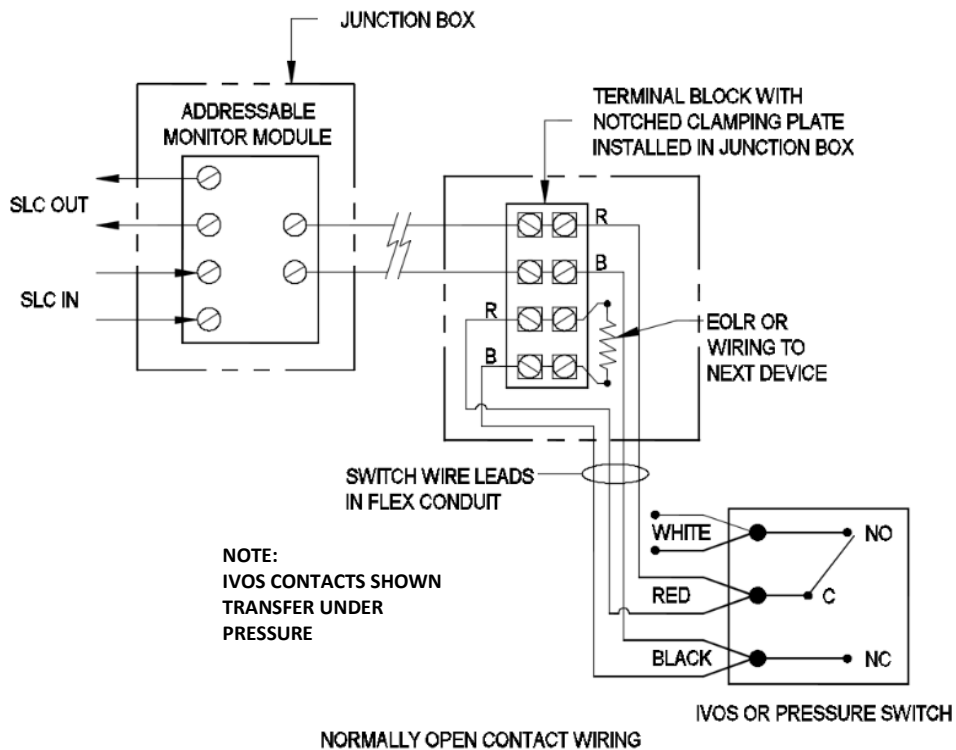 JUNCTION BOX
ADDRESSABLE
MONITOR MODULE
TERMINAL BLOCK WITH
NOTCHED CLAMPING PLATE
INSTALLED IN JUNCTION BOX
SLC OUT
SLC IN
R
B
R
B
EOLR OR
WIRING TO
NEXT DEVICE
SWITCH WIRE LEADS
IN FLEX CONDUIT
NOTE:
IVOS CONTACTS SHOWN
TRANSFER UNDER
PRESSURE
WHITE
NO
RED
C
BLACK
NC
IVOS OR PRESSURE SWITCH
NORMALLY OPEN CONTACT WIRING